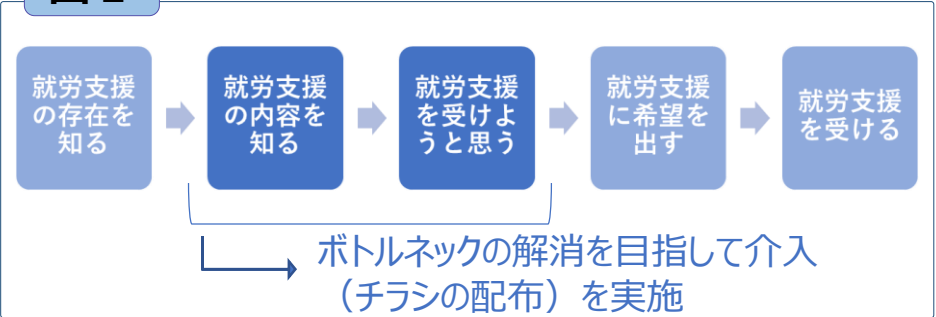 就労支援
の存在を
知る
就労支援
の内容を
知る
就労支援
を受けよ
うと思う
就労支援
に希望を
出す
就労支援
を受ける
ボトルネックの解消を目指して介入
（チラシの配布）を実施